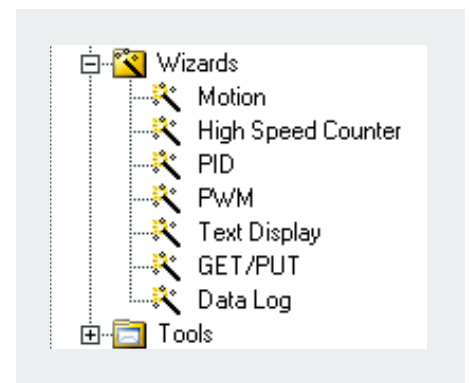 Wizards
Motion
High Speed Counter
PID
PWM
Text Display
GET/PUT
Data Log
Tools